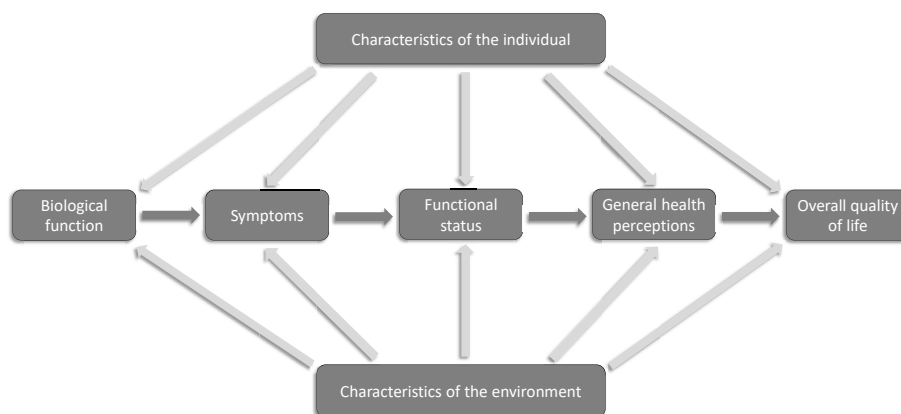 Characteristics of the individual
Biological
function
Symptoms
Functional
status
General health
perceptions
Overall quality
of life
Characteristics of the environment